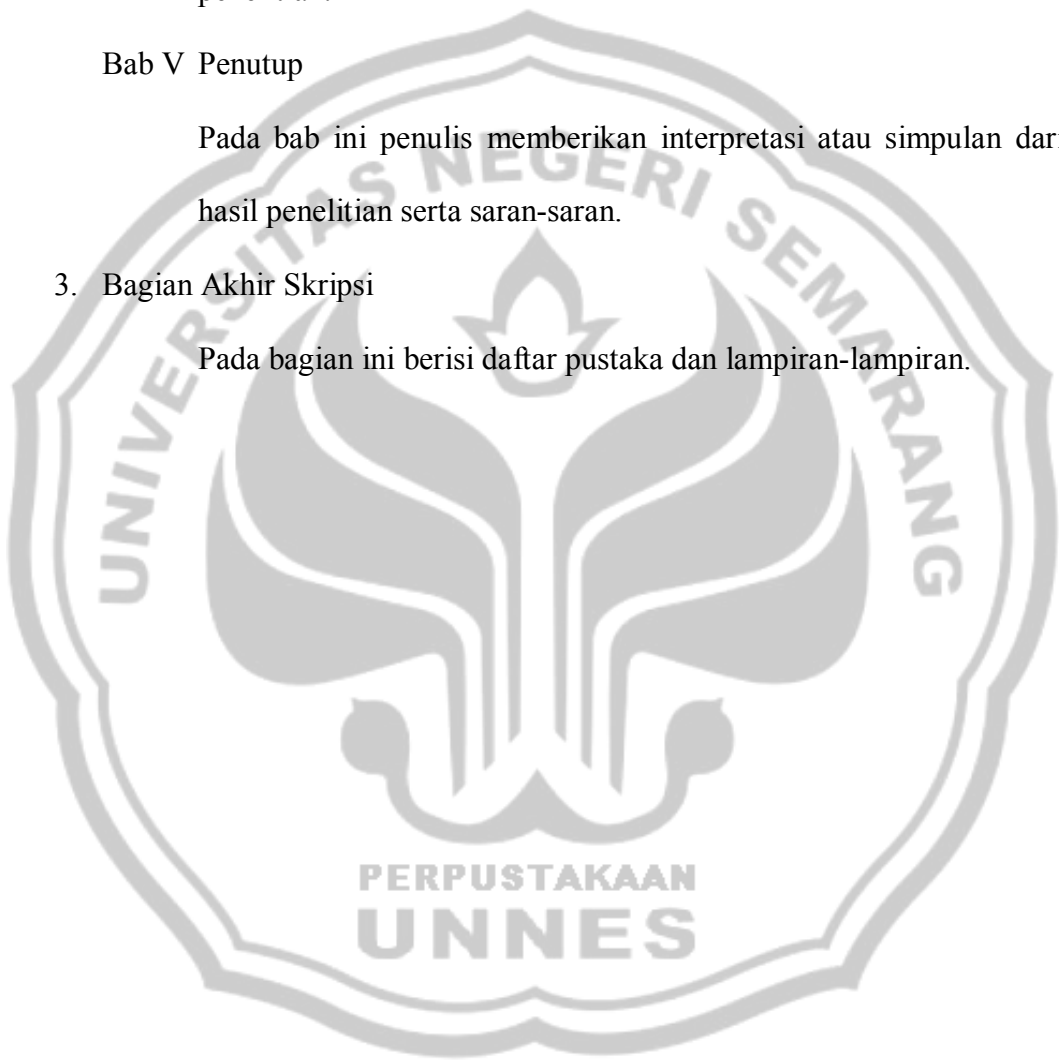 Bab V Penutup
Pada bab ini penulis memberikan interpretasi atau simpulan dari
hasil penelitian serta saran-saran.
3. Bagian Akhir Skripsi
Pada bagian ini berisi daftar pustaka dan lampiran-lampiran.
UNIVERSITAS NEGERI SEMARANG
PERPUSTAKAAN
UNNES